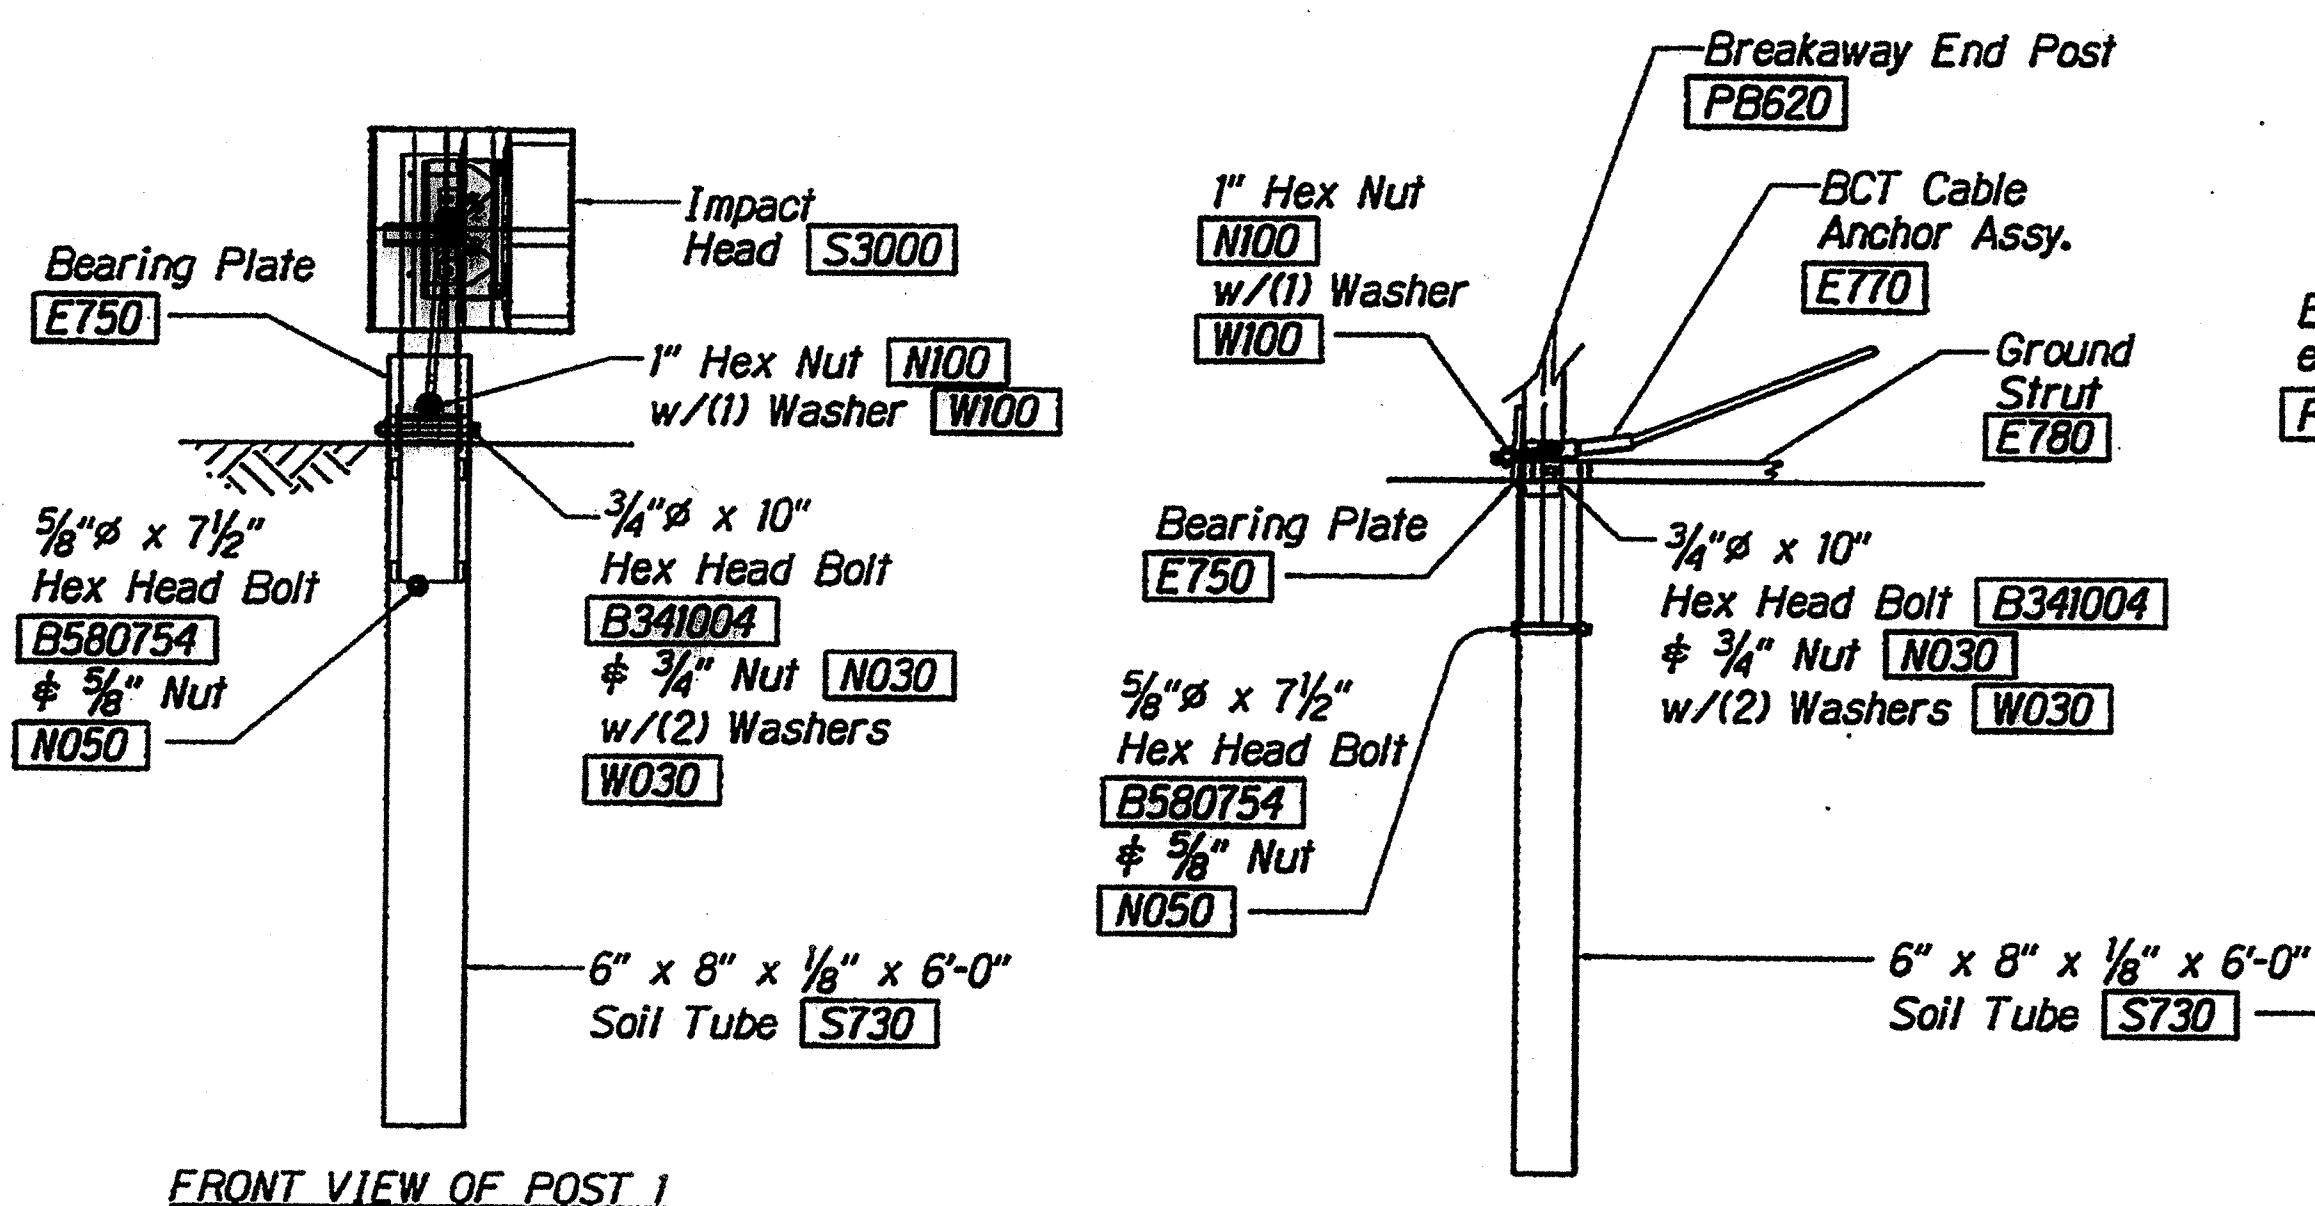 Impact
Head S3000
Bearing Plate
E750
1" Hex Nut N100
w/(1) Washer W100
5/8"ø x 7½"
Hex Head Bolt
B580754
& 5/8" Nut
N050
3/4"ø x 10"
Hex Head Bolt
B341004
& 3/4" Nut N030
w/(2) Washers
W030
6" x 8" x 1/8" x 6'-0"
Soil Tube S730
FRONT VIEW OF POST 1
Breakaway End Post
PB620
1" Hex Nut
N100
w/(1) Washer
W100
BCT Cable
Anchor Assy.
E770
Ground
Strut
E780
Bearing Plate
E750
3/4"ø x 10"
Hex Head Bolt B341004
& 3/4" Nut N030
w/(2) Washers W030
5/8"ø x 7½"
Hex Head Bolt
B580754
& 5/8" Nut
N050
6" x 8" x 1/8" x 6'-0"
Soil Tube S730